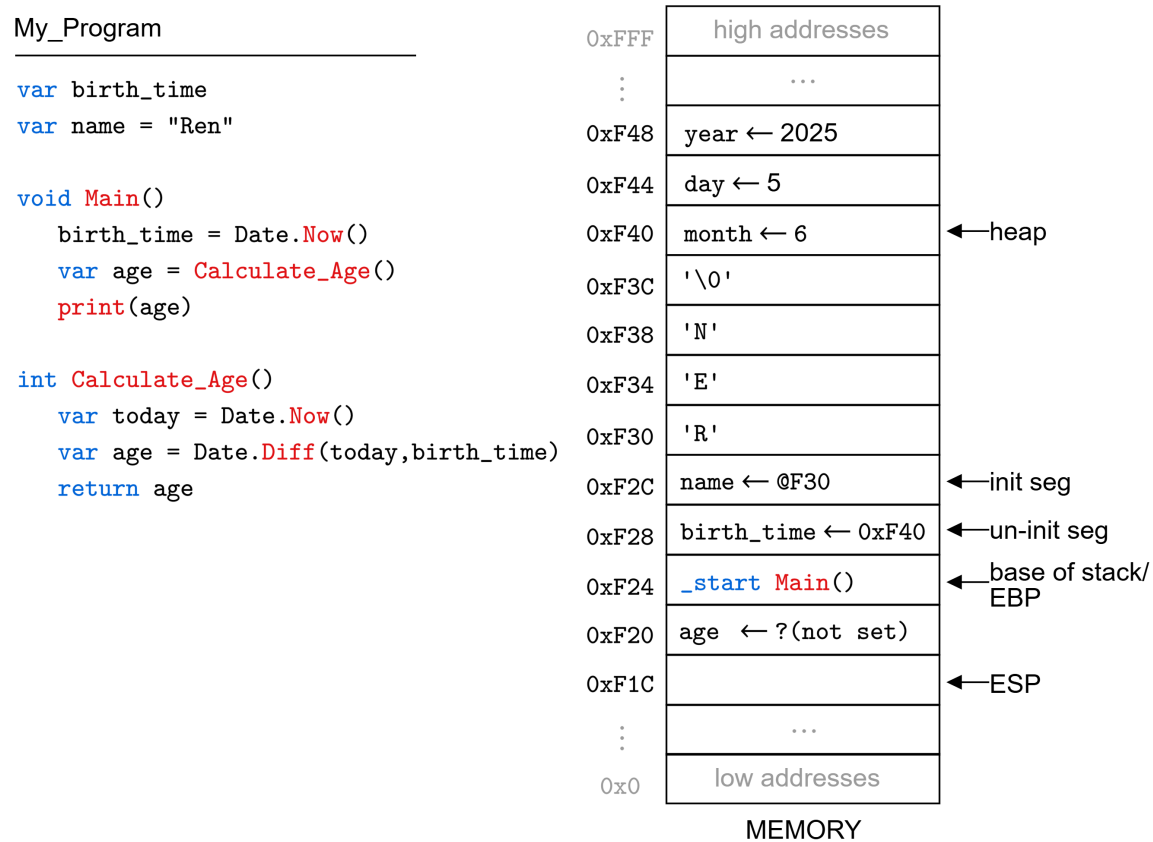 My_Program
var birth_time
var name = "Ren"
void Main()
birth_time = Date.Now()
var age = Calculate_Age()
print(age)
int Calculate_Age()
var today = Date.Now()
var age = Date.Diff(today,birth_time)
return age
0xFFF high addresses
⋮ ...
0xF48 year ← 2025
0xF44 day ← 5
0xF40 month ← 6 ← heap
0xF3C '\0'
0xF38 'N'
0xF34 'E'
0xF30 'R'
0xF2C name ← @F30 ← init seg
0xF28 birth_time ← 0xF40 ← un-init seg
0xF24 _start Main() ← base of stack/
EBP
0xF20 age ← ?(not set)
0xF1C ← ESP
⋮ ...
0x0 low addresses
MEMORY